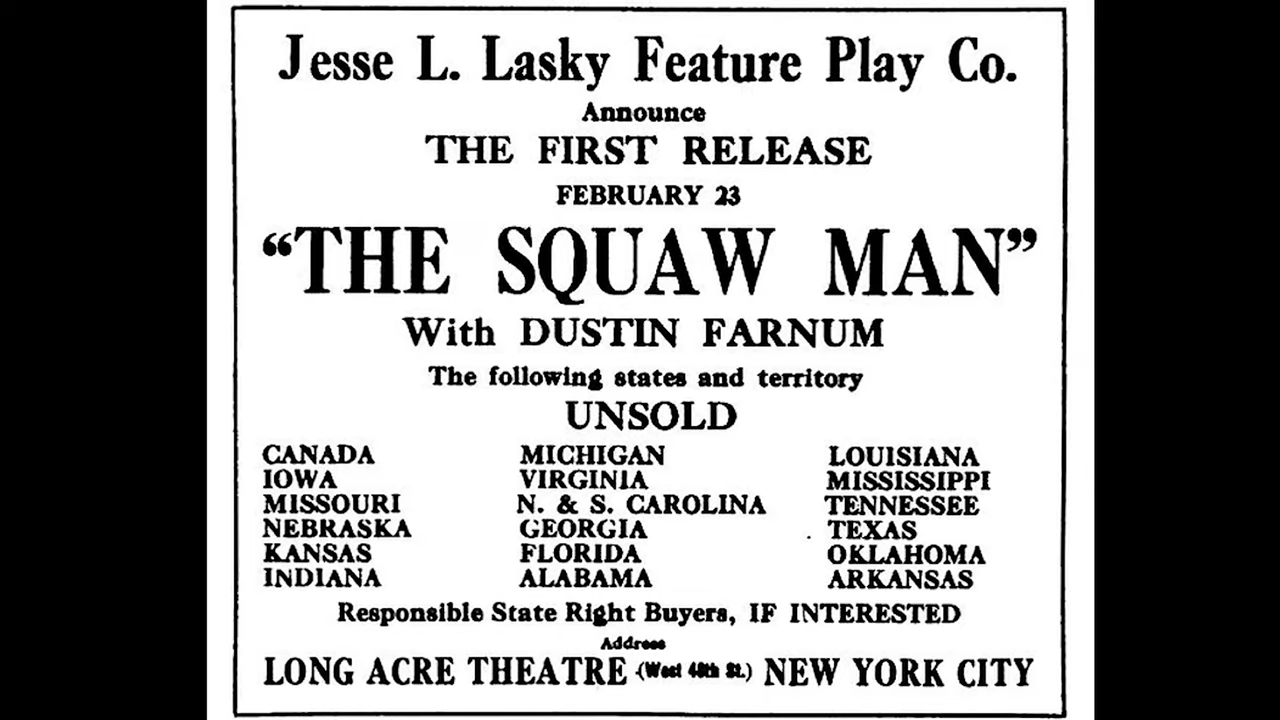 Jesse L. Lasky Feature Play Co.
Announce
THE FIRST RELEASE
FEBRUARY 23
“THE SQUAW MAN”
With DUSTIN FARNUM
The following states and territory
UNSOLD
CANADA MICHIGAN LOUISIANA
IOWA VIRGINIA MISSISSIPPI
MISSOURI N. & S. CAROLINA TENNESSEE
NEBRASKA GEORGIA TEXAS
KANSAS FLORIDA OKLAHOMA
INDIANA ALABAMA ARKANSAS
Responsible State Right Buyers, IF INTERESTED
Address
LONG ACRE THEATRE (West 48th St.) NEW YORK CITY